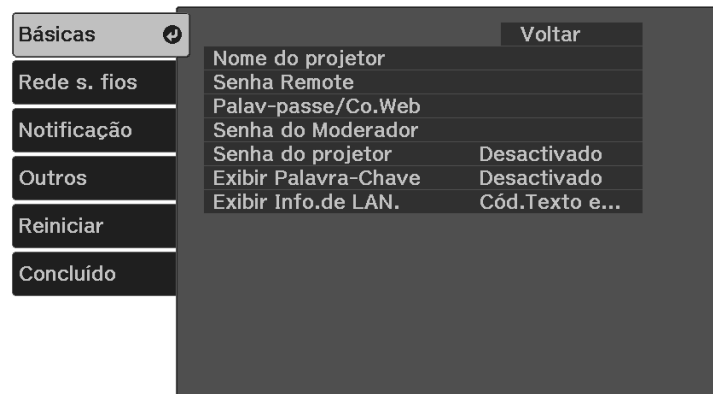 Básicas
Rede s. fios
Notificação
Outros
Reiniciar
Concluído
Voltar
Nome do projetor
Senha Remote
Palav-passe/Co.Web
Senha do Moderador
Senha do projetor Desactivado
Exibir Palavra-Chave Desactivado
Exibir Info.de LAN. Cód.Texto e...